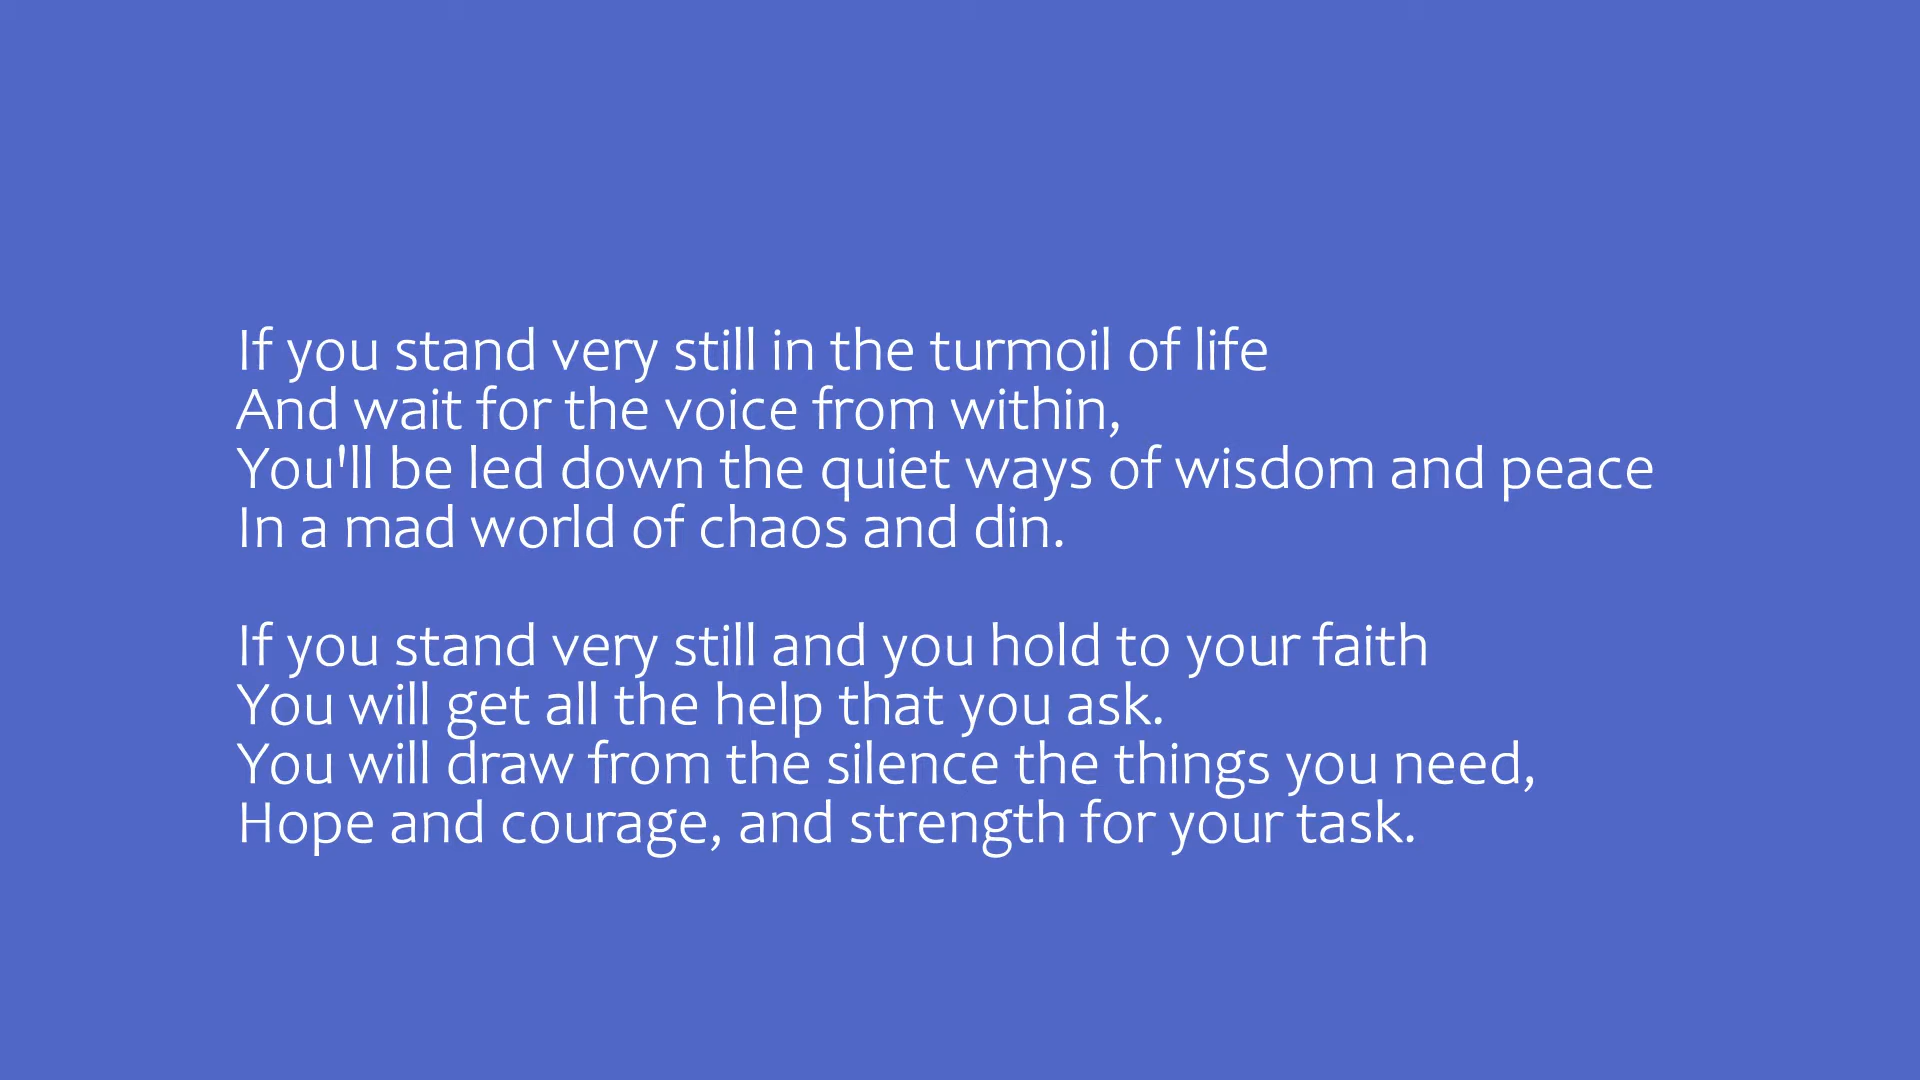 If you stand very still in the turmoil of life
And wait for the voice from within,
You'll be led down the quiet ways of wisdom and peace
In a mad world of chaos and din.
If you stand very still and you hold to your faith
You will get all the help that you ask.
You will draw from the silence the things you need,
Hope and courage, and strength for your task.